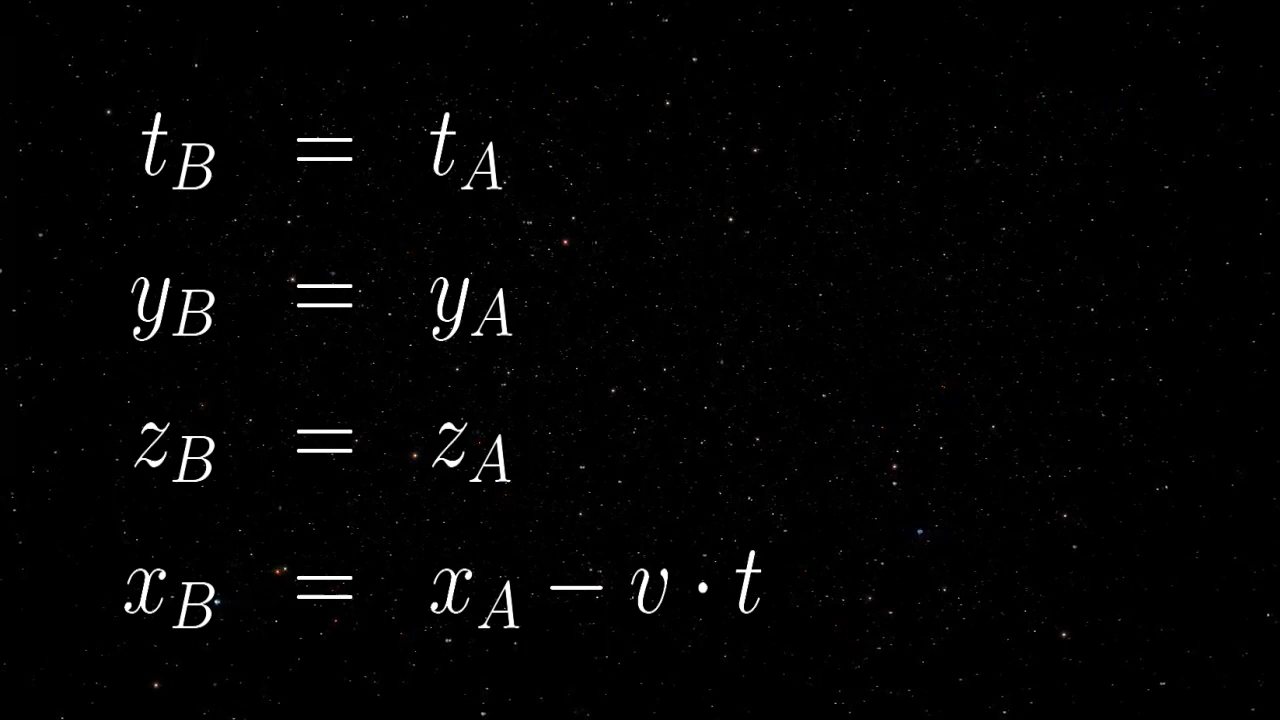 t_B = t_A
y_B = y_A
z_B = z_A
x_B = x_A − v · t